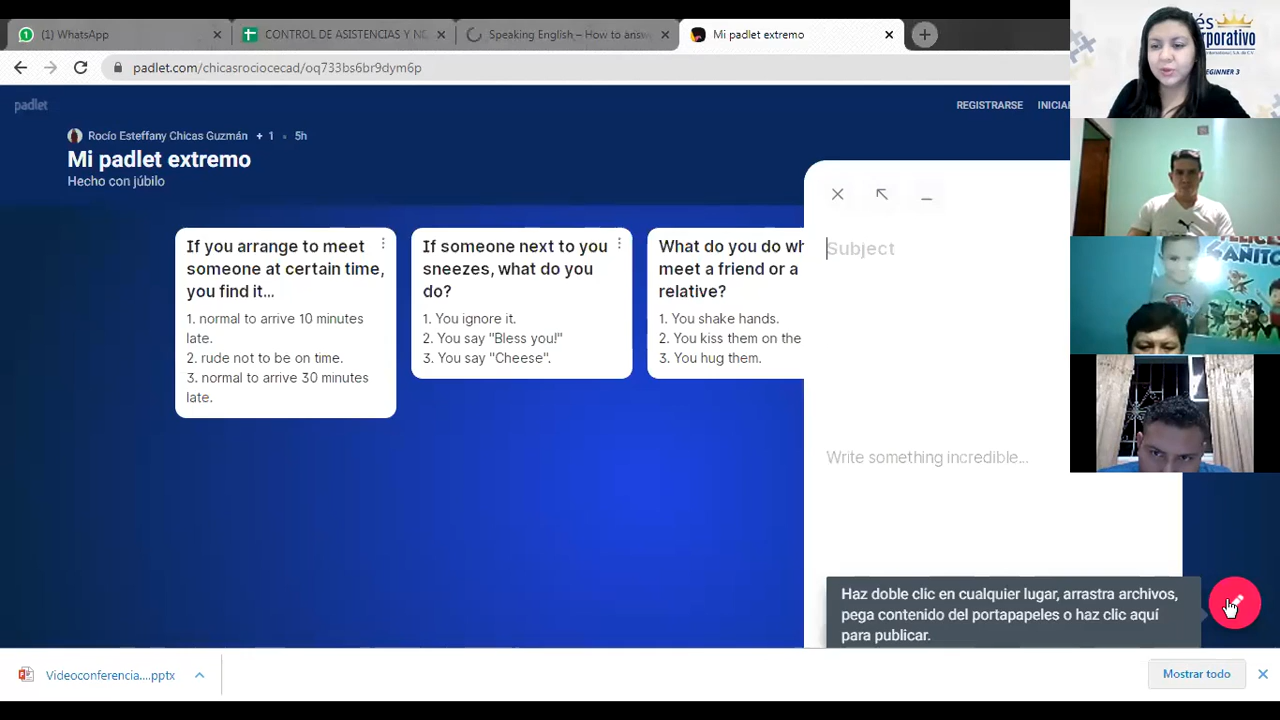 (1) WhatsApp
CONTROL DE ASISTENCIAS Y NO
Speaking English – How to answ
Mi padlet extremo
padlet.com/chicasrociocecad/oq733bs6br9dym6p
és
rporativo
International, S.A. de C.V.
EGINNER 3
padlet
REGISTRARSE
INICIA
Rocío Esteffany Chicas Guzmán + 1 • 5h
Mi padlet extremo
Hecho con júbilo
If you arrange to meet
someone at certain time,
you find it...
1. normal to arrive 10 minutes
late.
2. rude not to be on time.
3. normal to arrive 30 minutes
late.
If someone next to you
sneezes, what do you
do?
1. You ignore it.
2. You say "Bless you!"
3. You say "Cheese".
What do you do wh
meet a friend or a
relative?
1. You shake hands.
2. You kiss them on the
3. You hug them.
Subject
Write something incredible...
Haz doble clic en cualquier lugar, arrastra archivos,
pega contenido del portapapeles o haz clic aquí
para publicar.
AÑITO
Videoconferencia....pptx
Mostrar todo